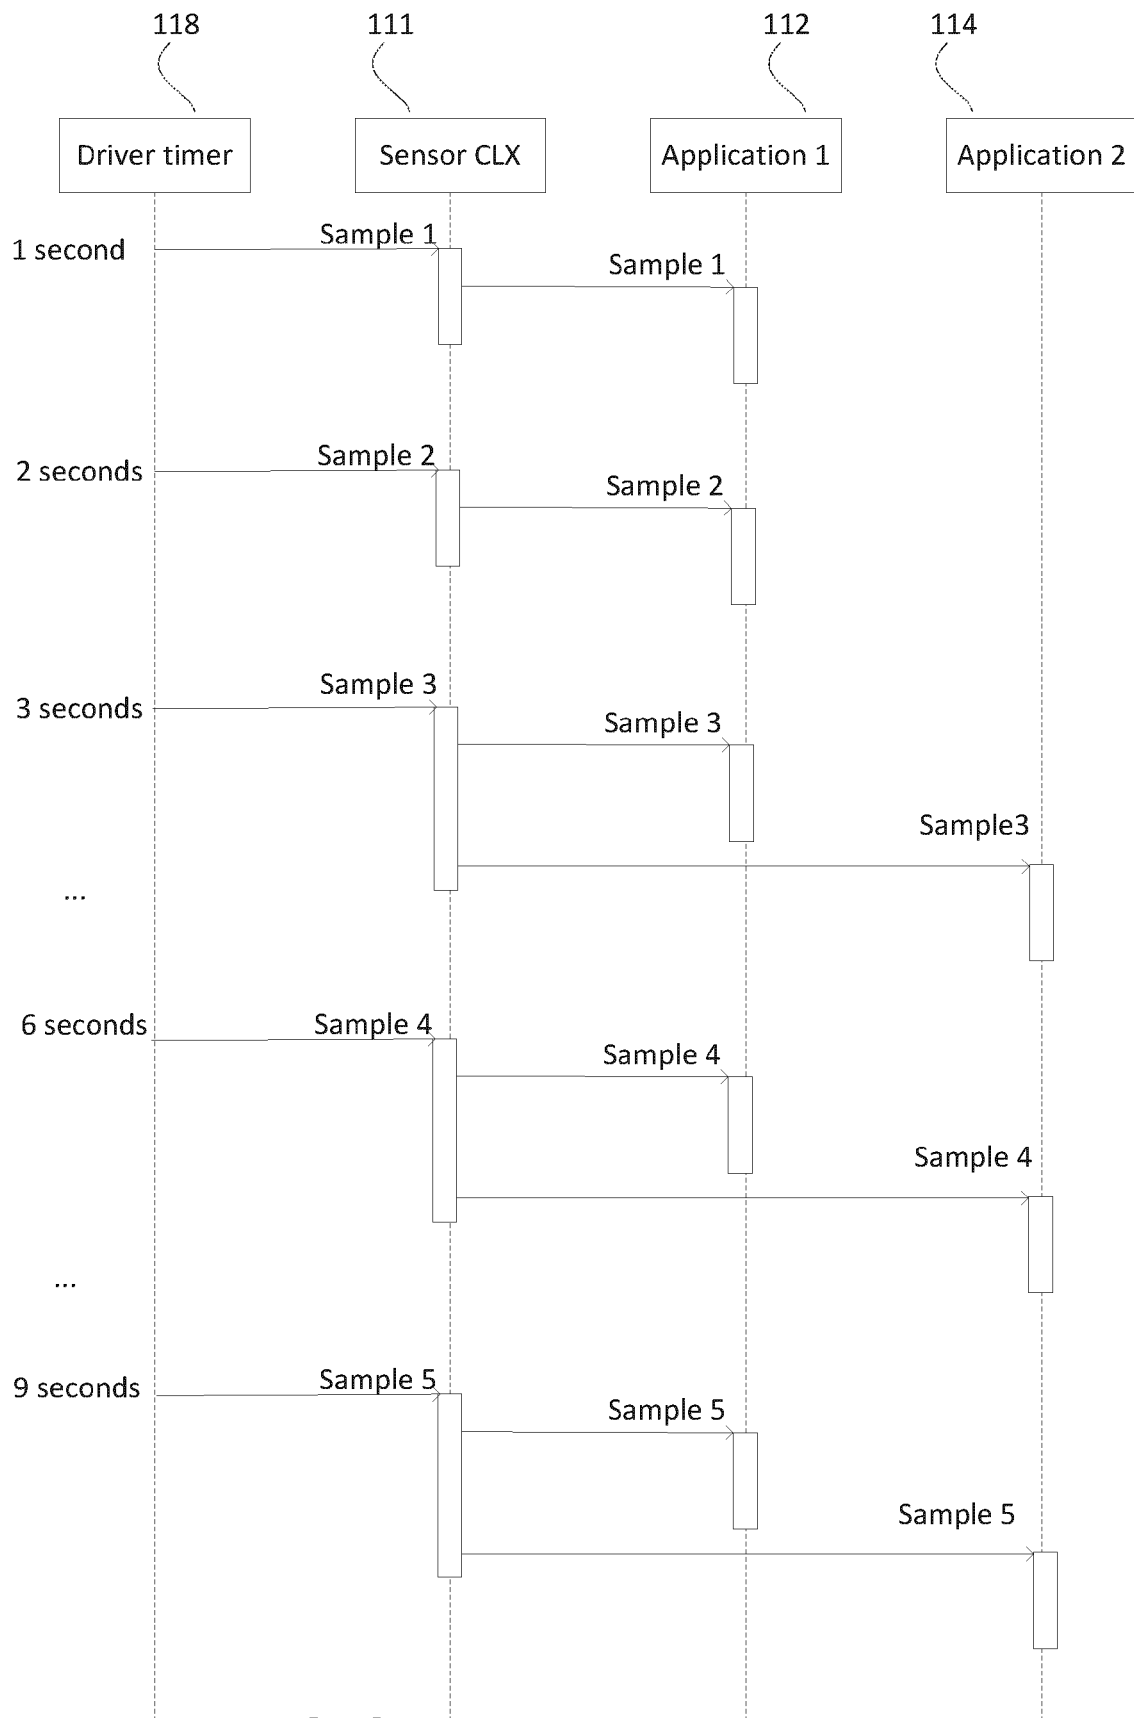 118 111 112 114
Driver timer Sensor CLX Application 1 Application 2
Sample 1
1 second
Sample 1
Sample 2
2 seconds
Sample 2
Sample 3
3 seconds
Sample 3
Sample3
...
6 seconds Sample 4
Sample 4
Sample 4
...
9 seconds Sample 5
Sample 5
Sample 5